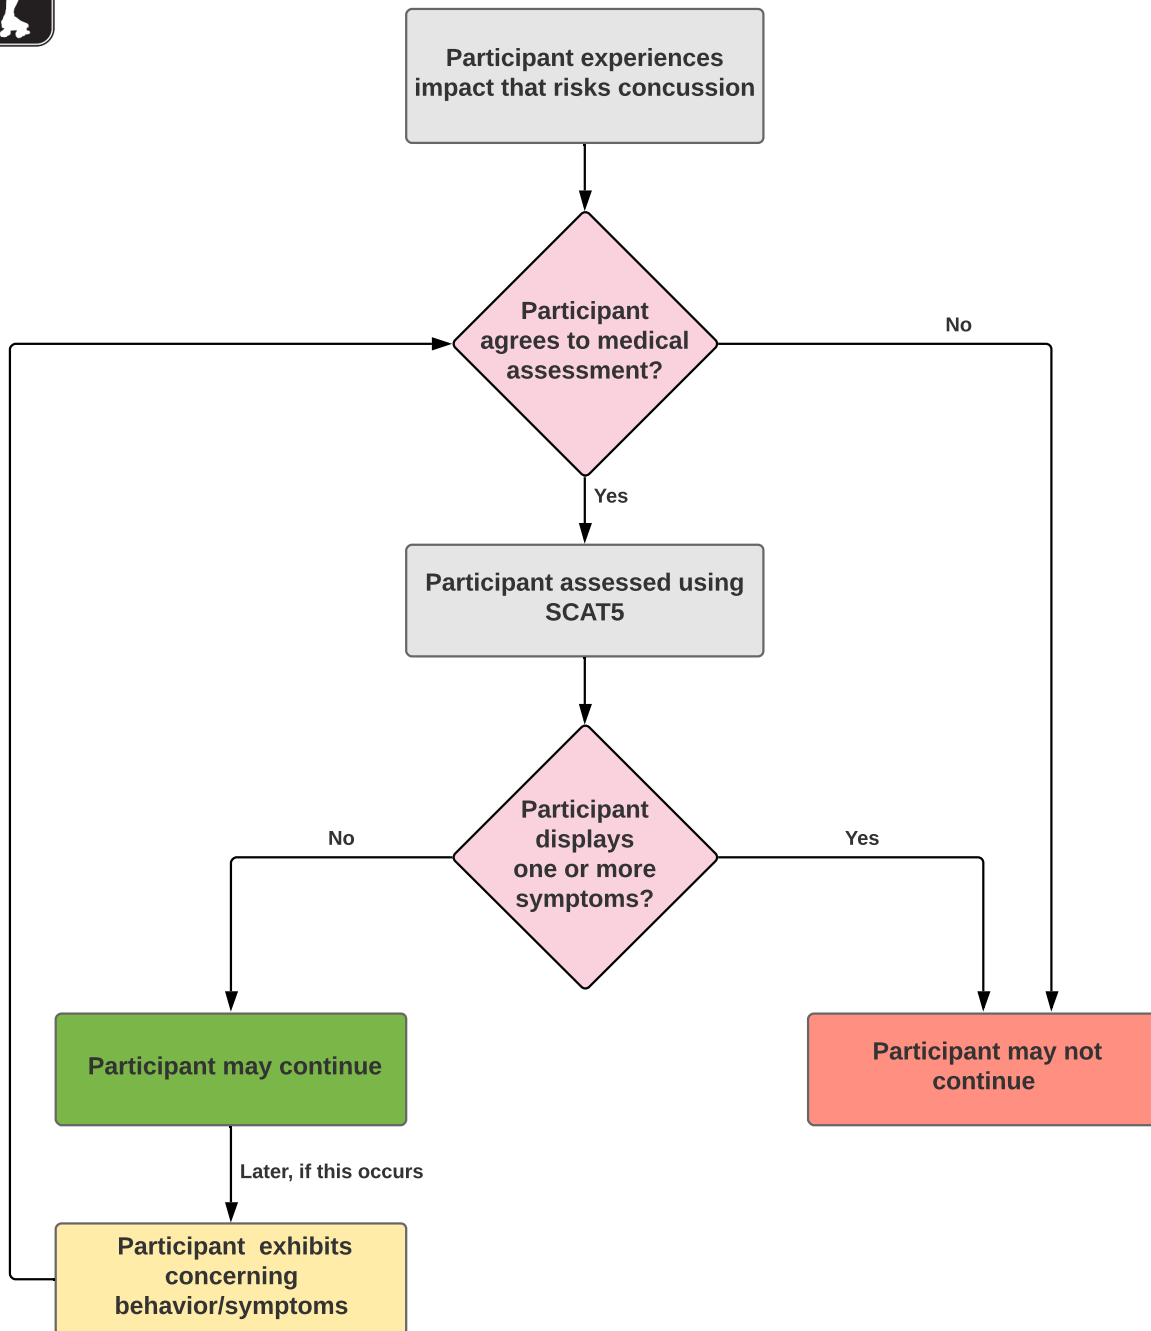 Participant experiences
impact that risks concussion
Participant
agrees to medical
assessment?
No
Yes
Participant assessed using
SCAT5
Participant
displays
one or more
symptoms?
No
Yes
Participant may continue
Participant may not
continue
Later, if this occurs
Participant exhibits
concerning
behavior/symptoms